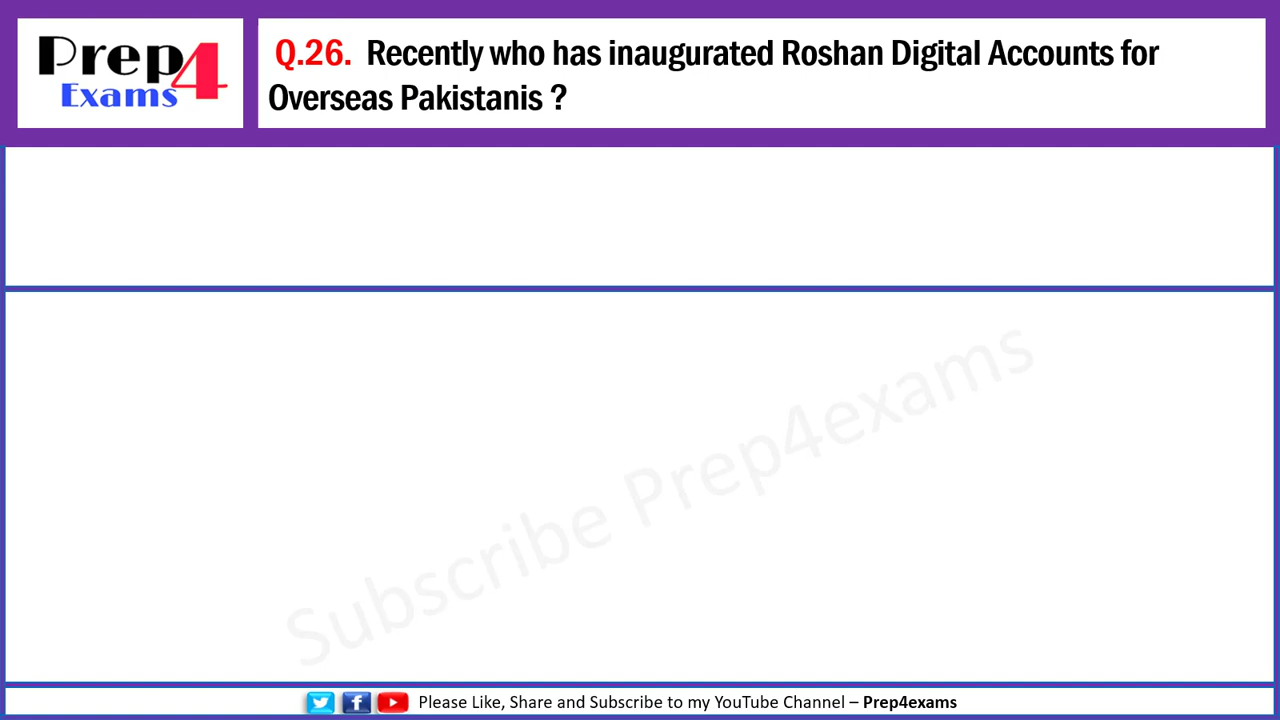 Prep4
Exams
Q.26. Recently who has inaugurated Roshan Digital Accounts for
Overseas Pakistanis ?
Subscribe Prep4exams
Please Like, Share and Subscribe to my YouTube Channel – Prep4exams